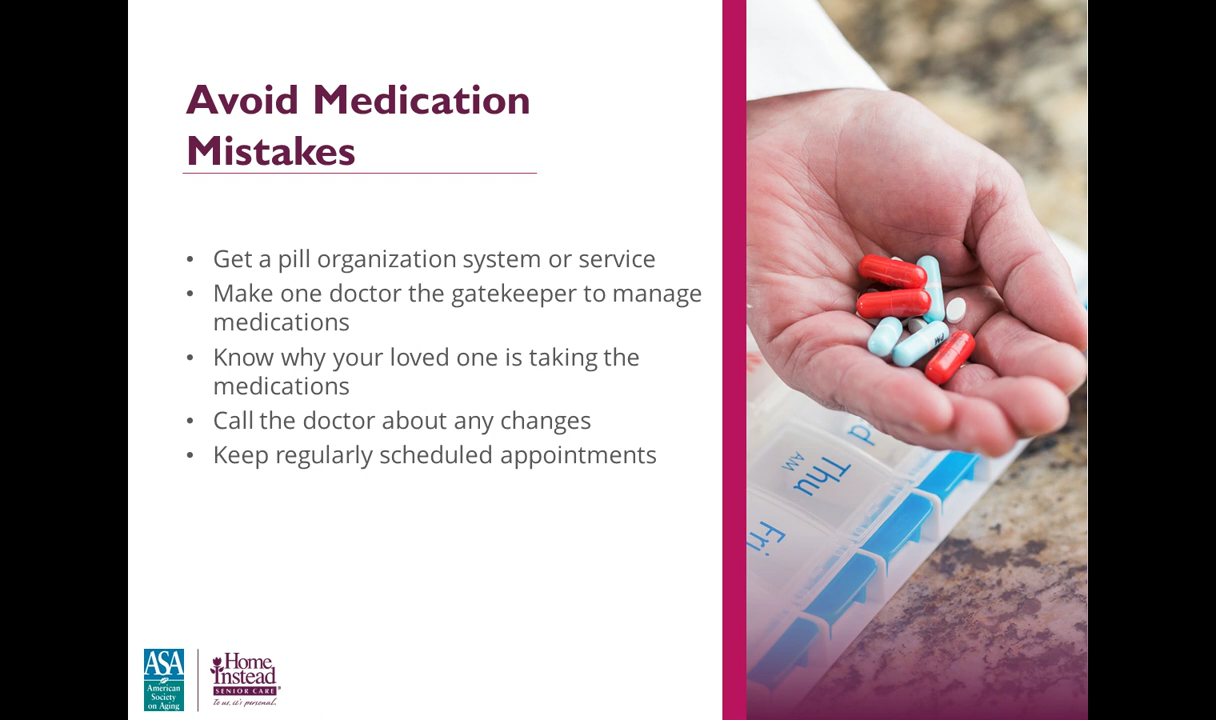 Avoid Medication
Mistakes
• Get a pill organization system or service
• Make one doctor the gatekeeper to manage
medications
• Know why your loved one is taking the
medications
• Call the doctor about any changes
• Keep regularly scheduled appointments
d
Thu
AM
Fri
ASA
American
Society
on Aging
Home
Instead
SENIOR CARE®
to us, it's personal.